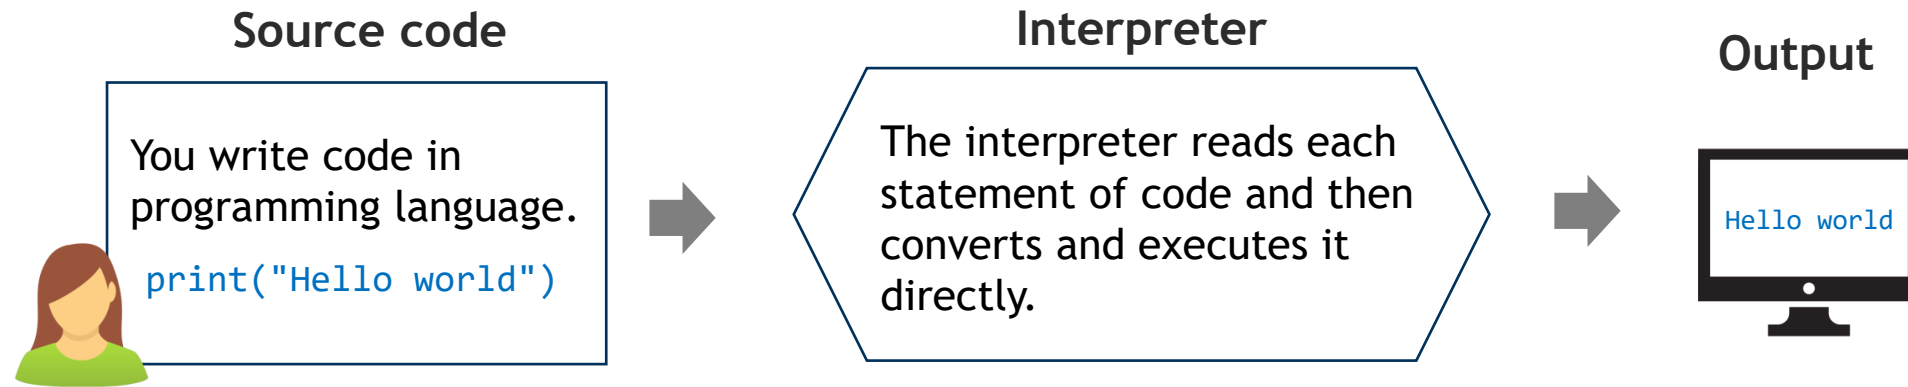 Source code
You write code in
programming language.
print("Hello world")
Interpreter
The interpreter reads each
statement of code and then
converts and executes it
directly.
Output
Hello world